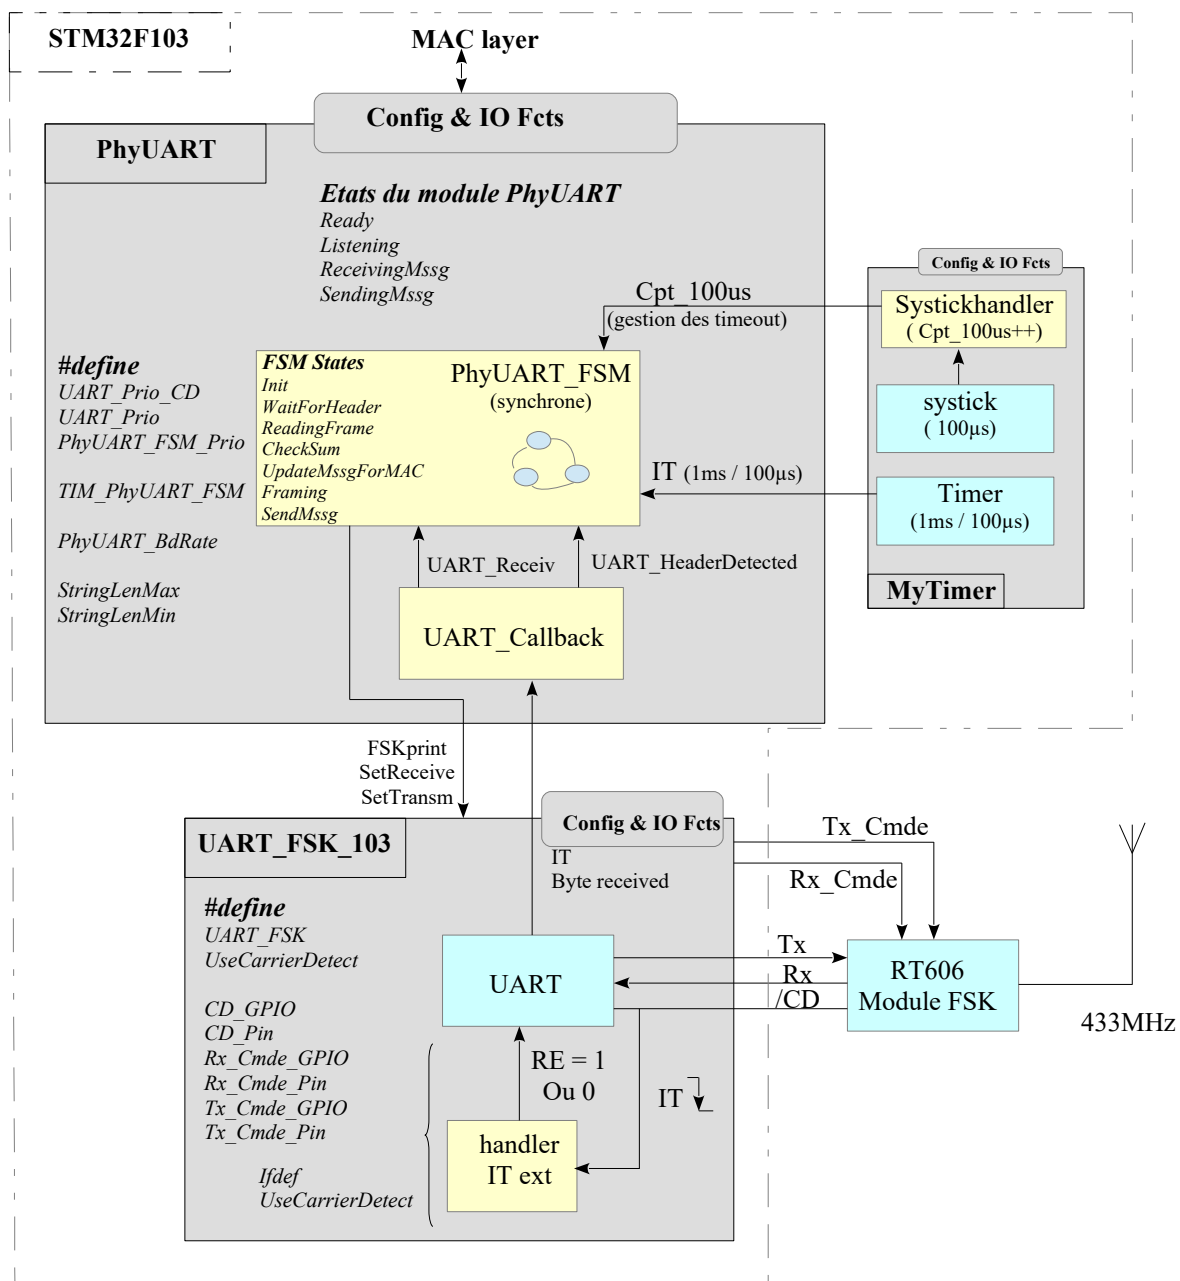 STM32F103
MAC layer
Config & IO Fcts
PhyUART
Etats du module PhyUART
Ready
Listening
ReceivingMssg
SendingMssg
Config & IO Fcts
Systickhandler
( Cpt_100us++)
systick
( 100µs)
Timer
(1ms / 100µs)
MyTimer
Cpt_100us
(gestion des timeout)
#define
UART_Prio_CD
UART_Prio
PhyUART_FSM_Prio
TIM_PhyUART_FSM
PhyUART_BdRate
StringLenMax
StringLenMin
FSM States
Init
WaitForHeader
ReadingFrame
CheckSum
UpdateMssgForMAC
Framing
SendMssg
PhyUART_FSM
(synchrone)
IT (1ms / 100µs)
UART_Receiv
UART_HeaderDetected
UART_Callback
FSKprint
SetReceive
SetTransm
Config & IO Fcts
UART_FSK_103
IT
Byte received
#define
UART_FSK
UseCarrierDetect
CD_GPIO
CD_Pin
Rx_Cmde_GPIO
Rx_Cmde_Pin
Tx_Cmde_GPIO
Tx_Cmde_Pin
Ifdef
UseCarrierDetect
UART
RE = 1
Ou 0
handler
IT ext
IT
Tx_Cmde
Rx_Cmde
Tx
Rx
/CD
RT606
Module FSK
433MHz